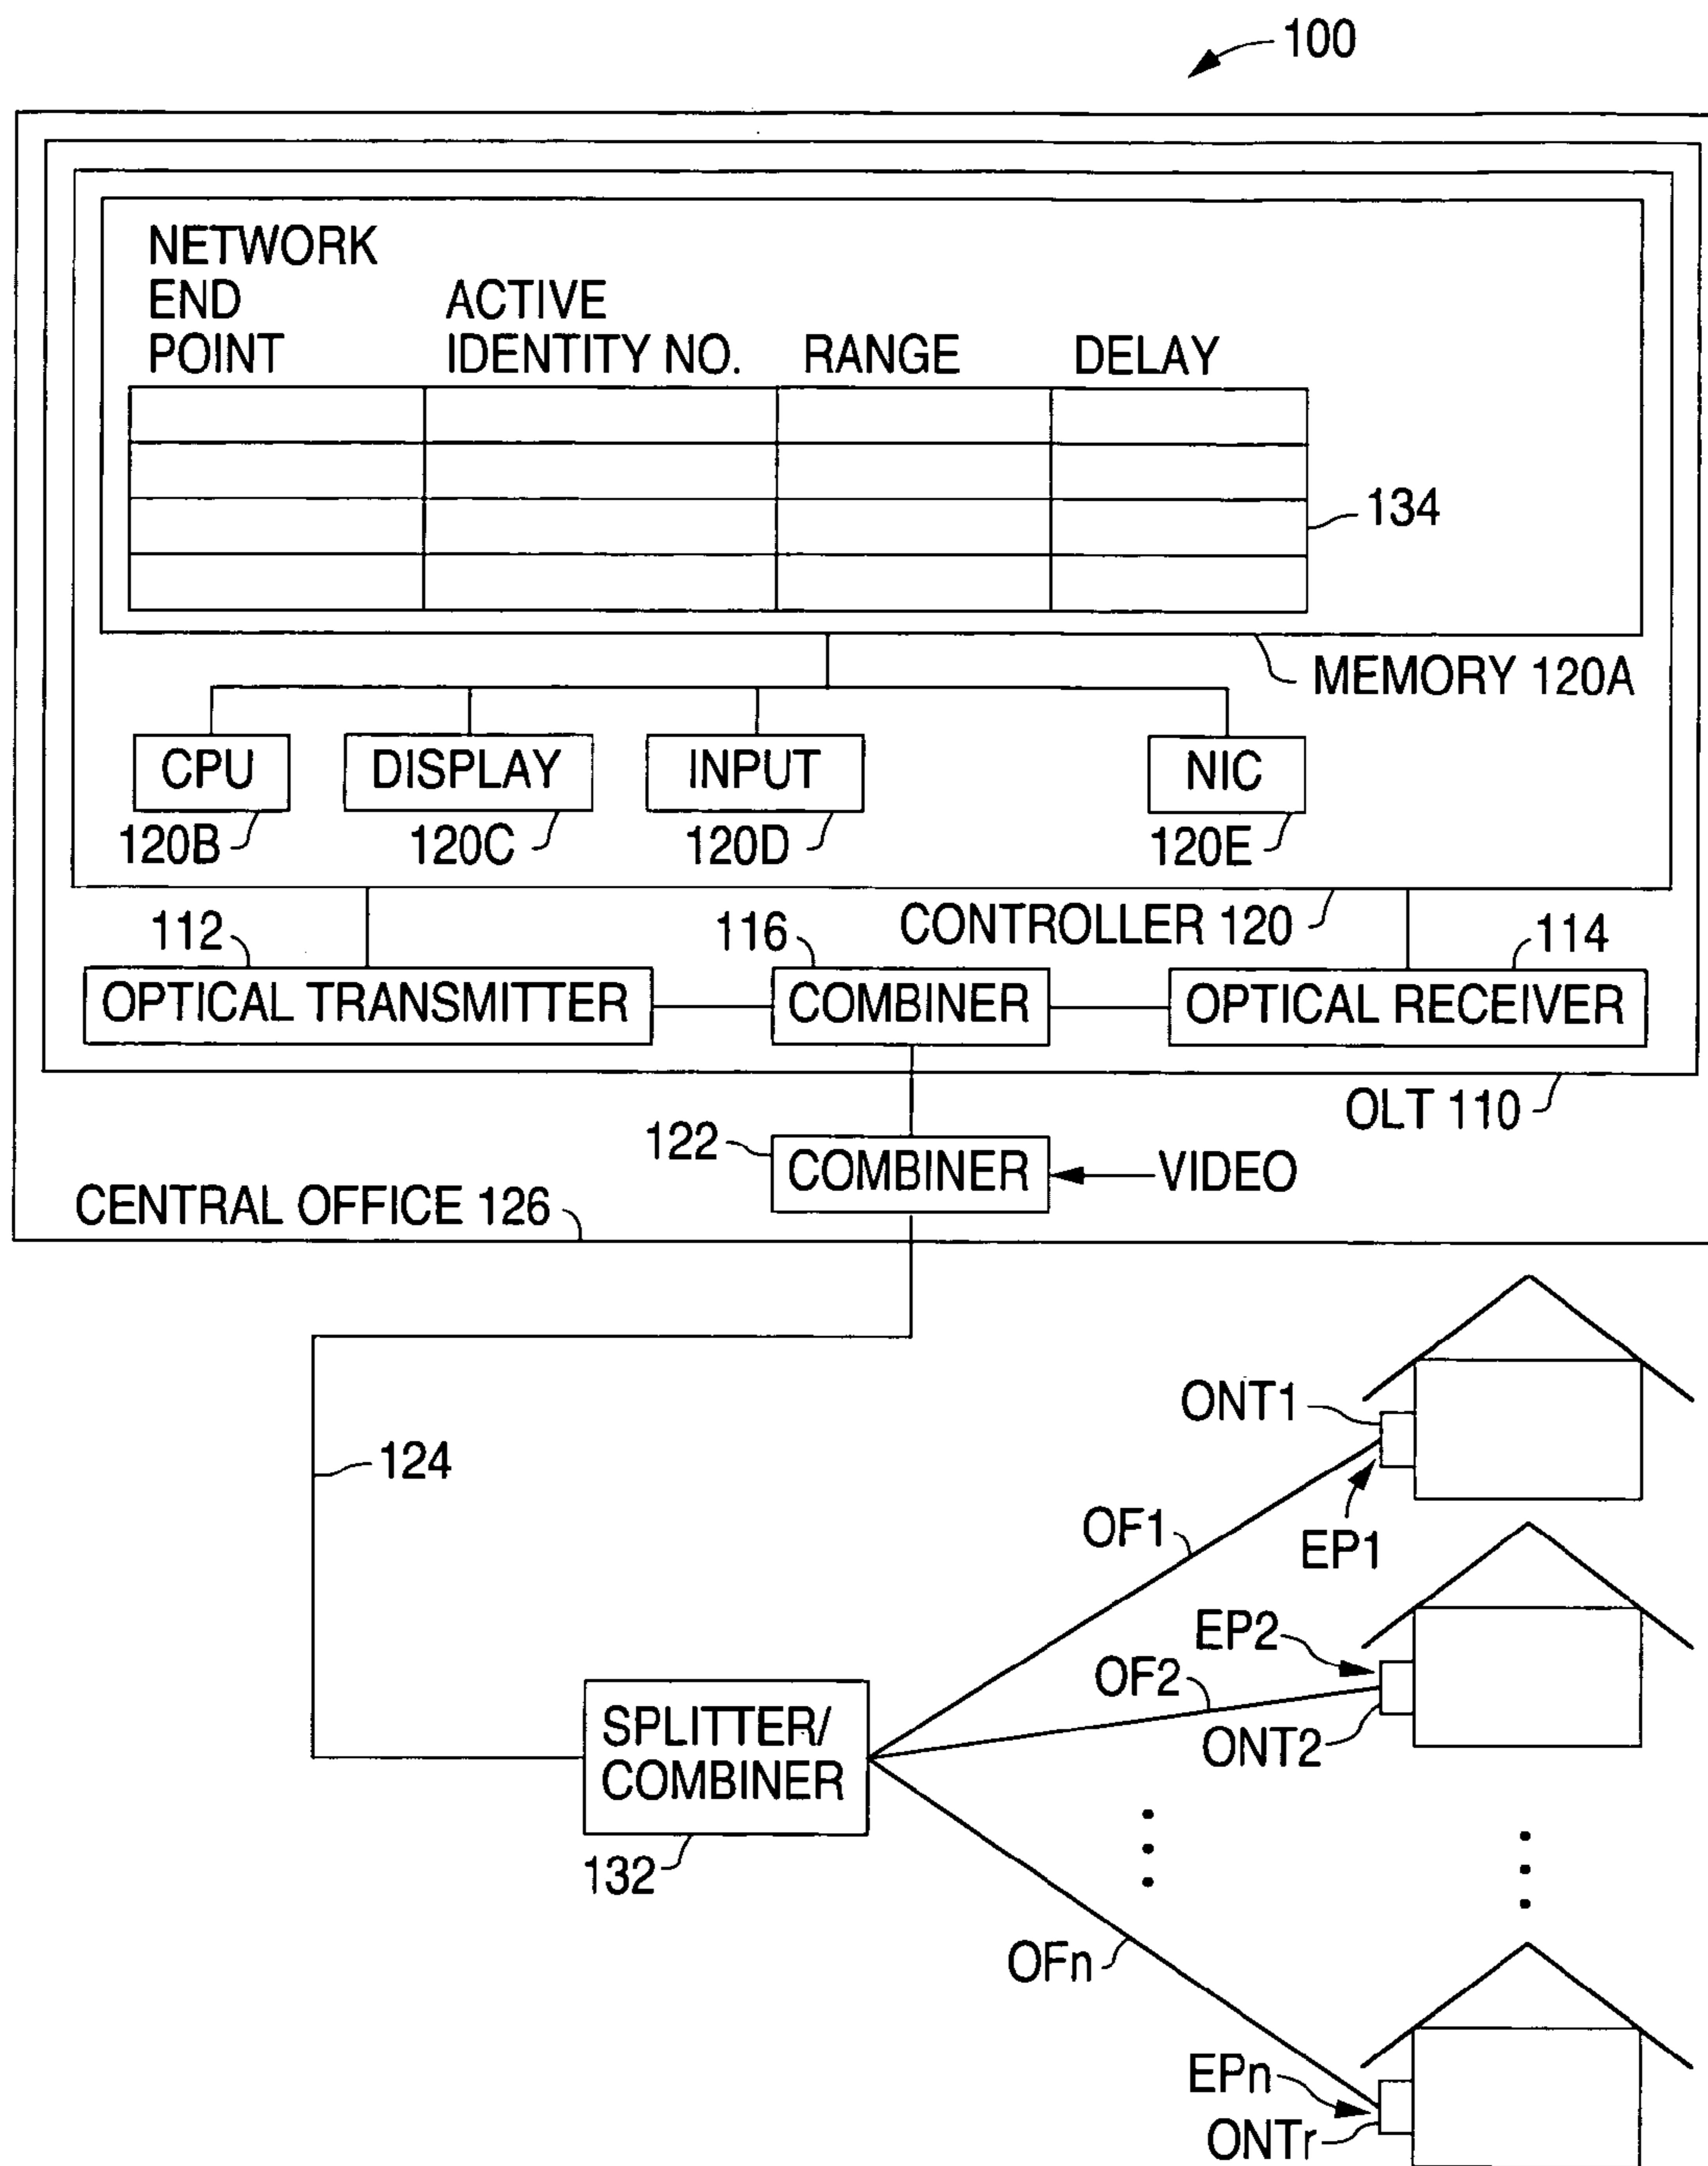 100
NETWORK
END
POINT
ACTIVE
IDENTITY NO.
RANGE
DELAY
134
MEMORY 120A
CPU
DISPLAY
INPUT
NIC
120B
120C
120D
120E
CONTROLLER 120
112
116
114
OPTICAL TRANSMITTER
COMBINER
OPTICAL RECEIVER
OLT 110
122
COMBINER
VIDEO
CENTRAL OFFICE 126
ONT1
124
OF1
EP1
EP2
OF2
ONT2
SPLITTER/
COMBINER
132
OFn
EPn
ONTr